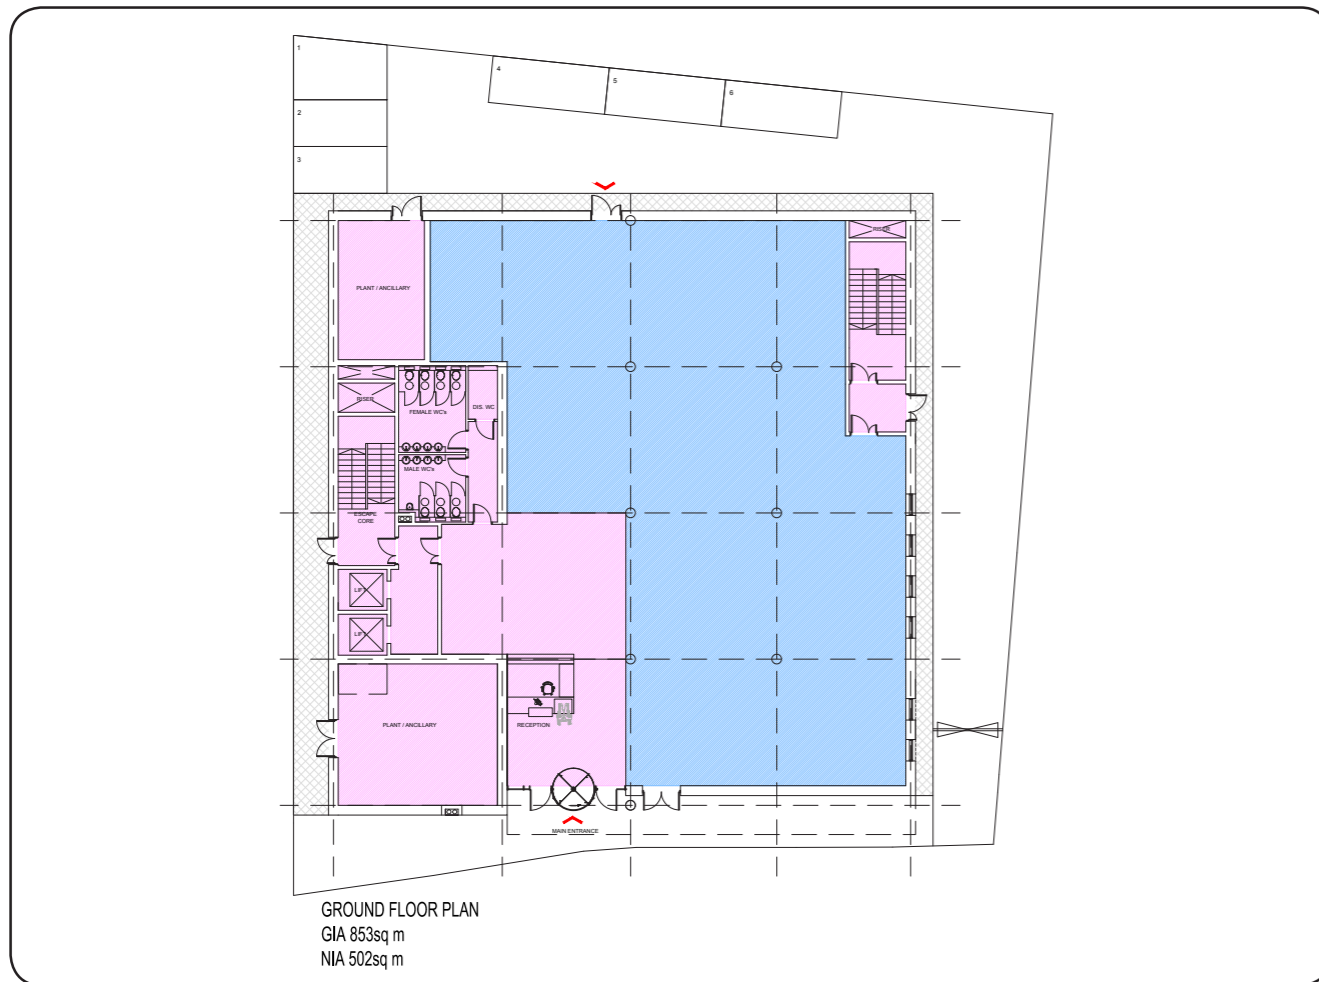 1
4
5
6
2
3
RISER
PLANT / ANCILLARY
RISER
DIS. WC
FEMALE WC's
MALE WC's
ESCAPE
CORE
LIFT
LIFT
PLANT / ANCILLARY
RECEPTION
MAIN ENTRANCE
GROUND FLOOR PLAN
GIA 853sq m
NIA 502sq m